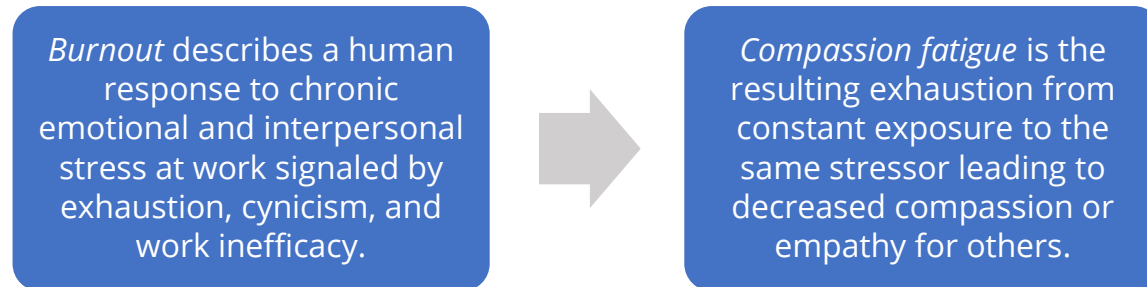 Burnout describes a human
response to chronic
emotional and interpersonal
stress at work signaled by
exhaustion, cynicism, and
work inefficacy.
Compassion fatigue is the
resulting exhaustion from
constant exposure to the
same stressor leading to
decreased compassion or
empathy for others.